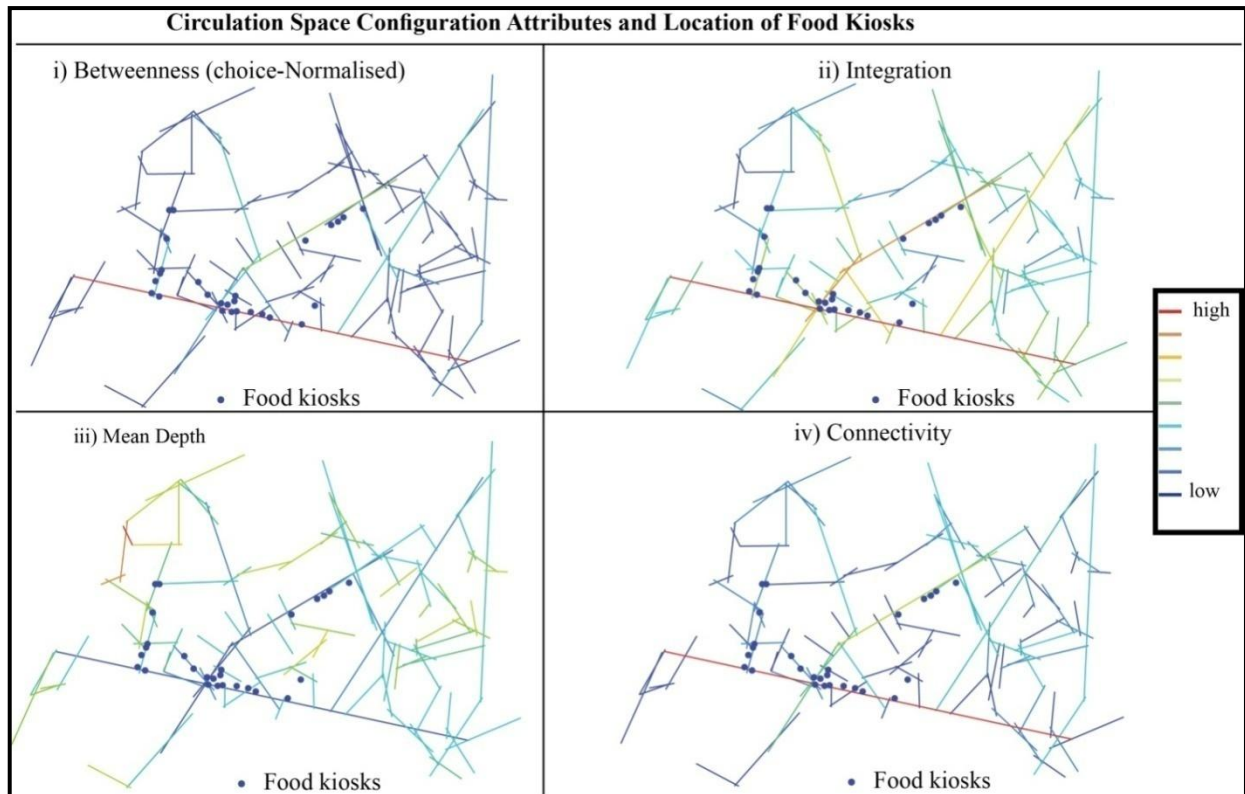 Circulation Space Configuration Attributes and Location of Food Kiosks
i) Betweenness (choice-Normalised)
ii) Integration
Food kiosks
Food kiosks
high
low
iii) Mean Depth
iv) Connectivity
Food kiosks
Food kiosks